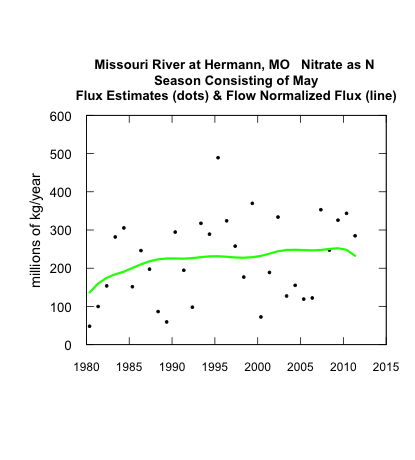 Missouri River at Hermann, MO   Nitrate as N
Season Consisting of May
Flux Estimates (dots) & Flow Normalized Flux (line)
millions of kg/year
600
500
400
300
200
100
0
1980 1985 1990 1995 2000 2005 2010 2015